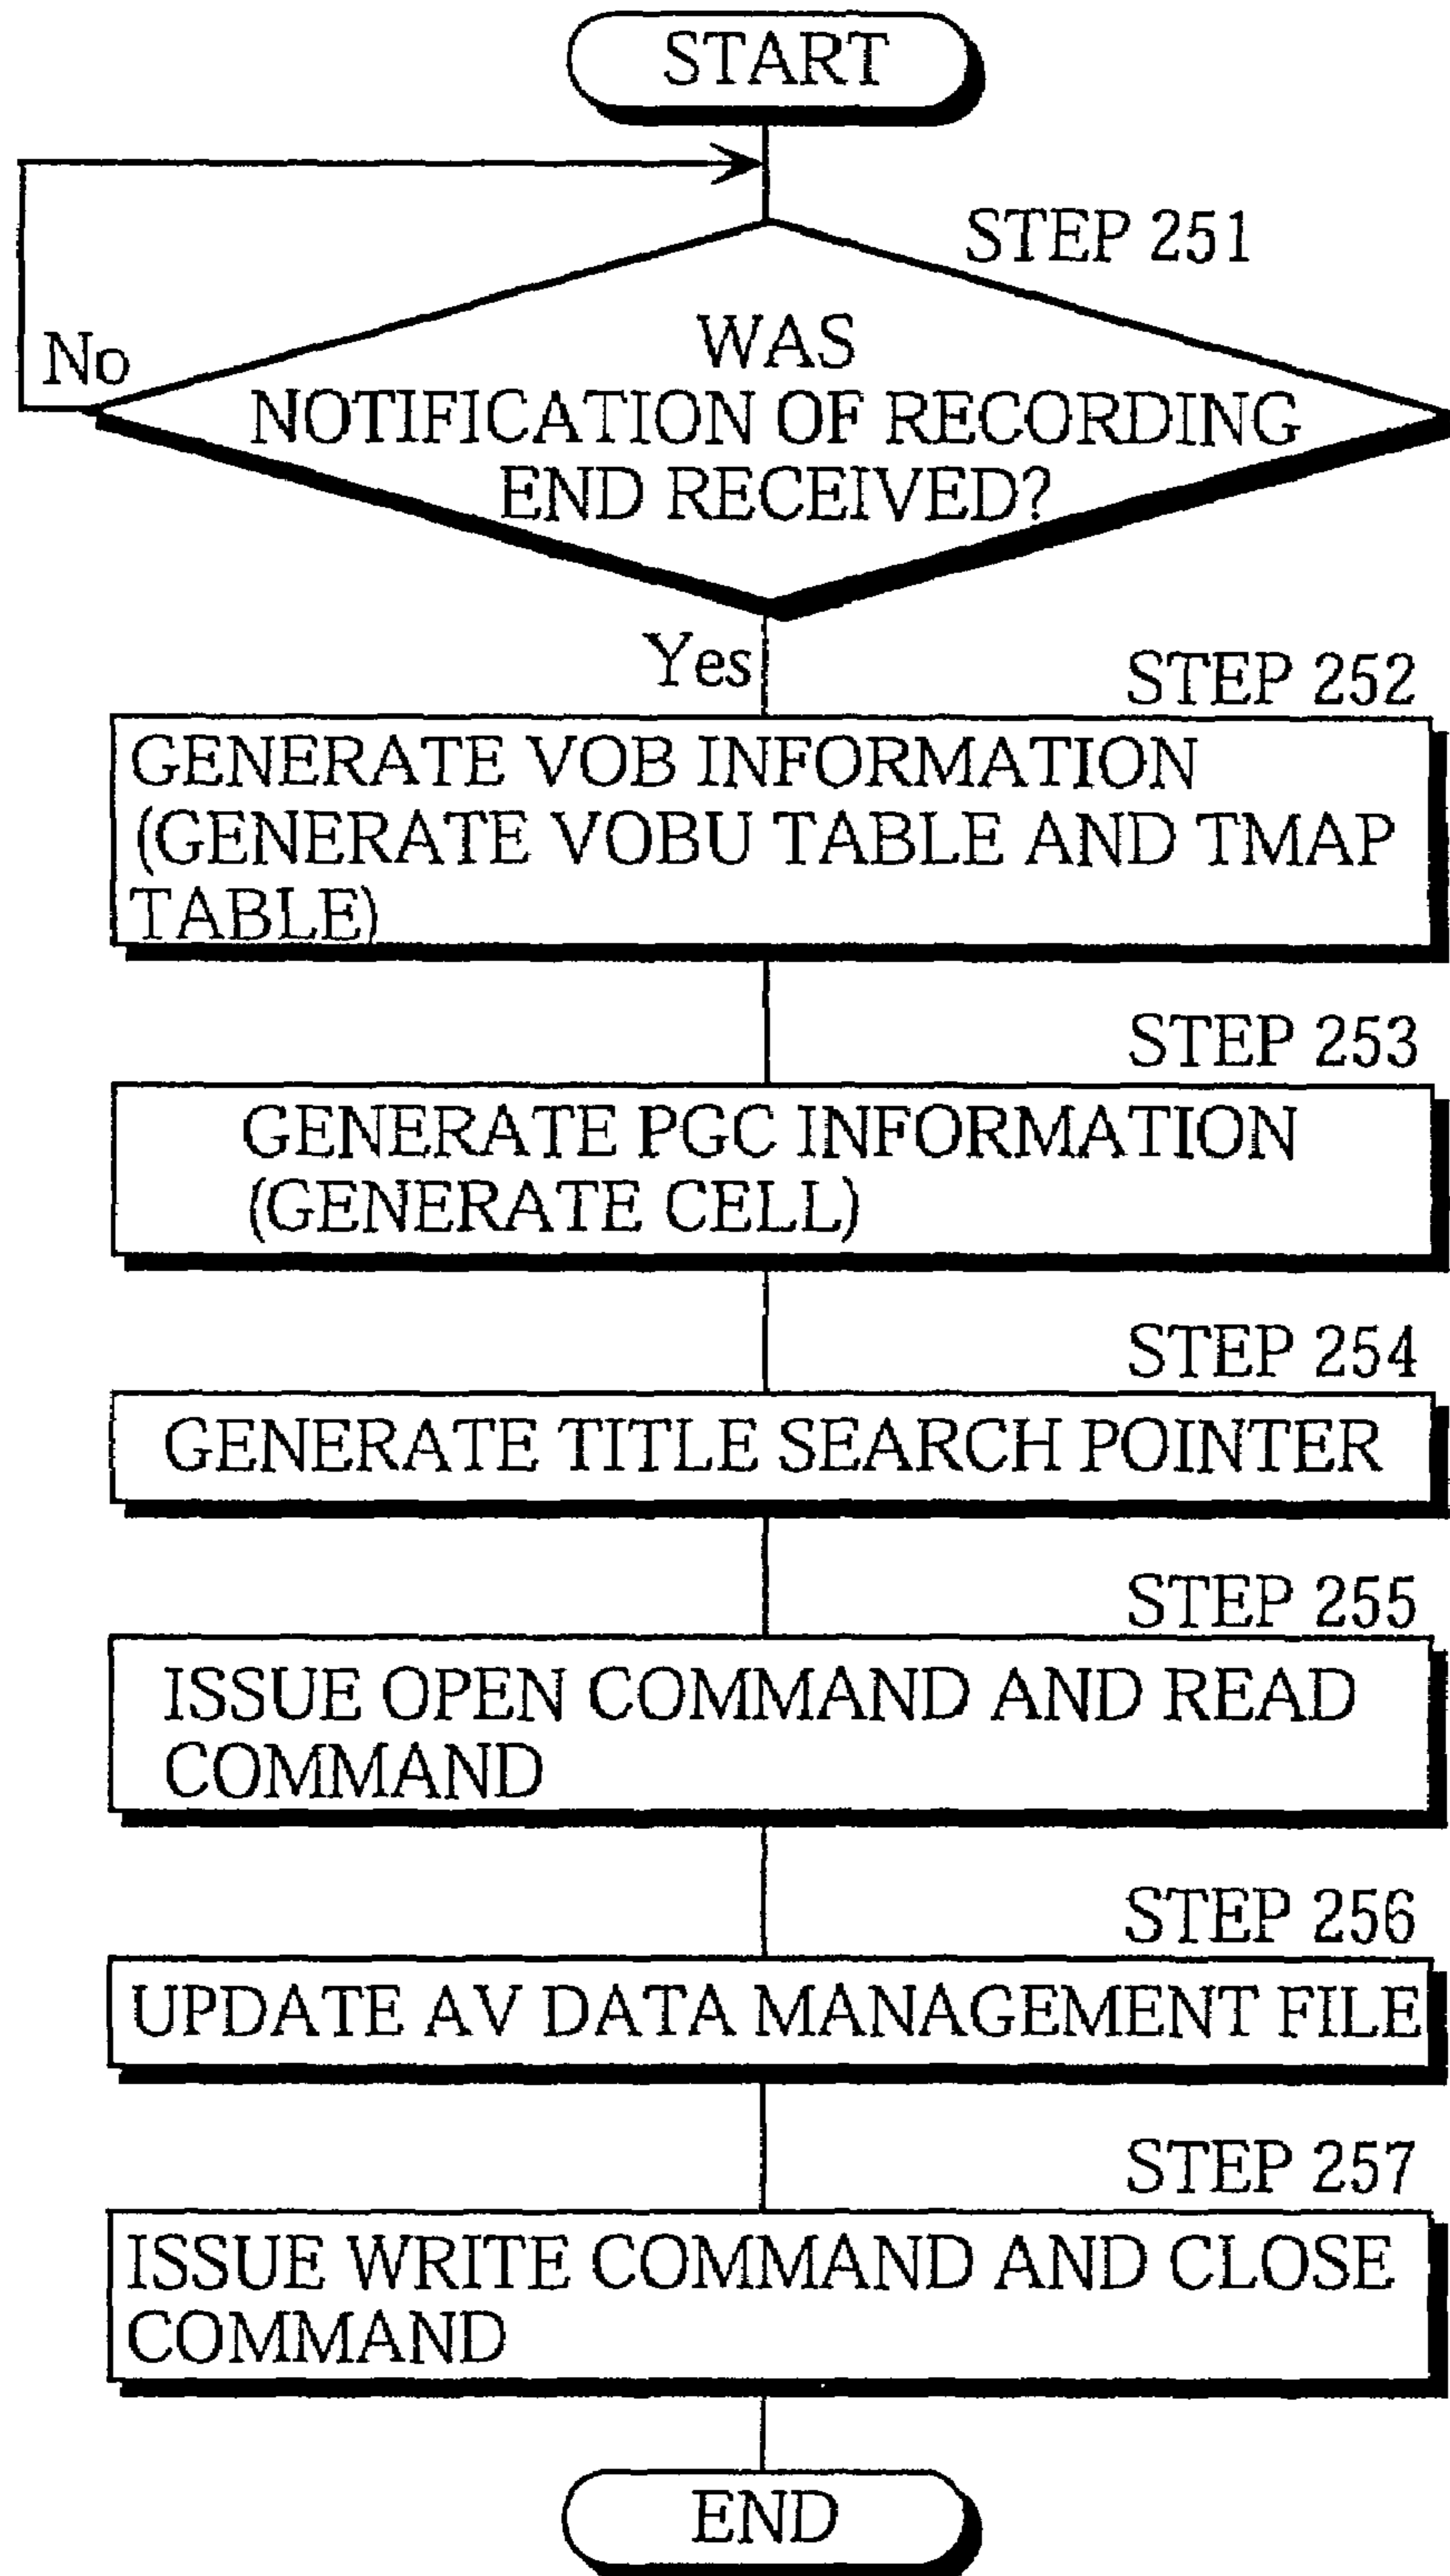 START
STEP 251
WAS
No
NOTIFICATION OF RECORDING
END RECEIVED?
Yes
STEP 252
GENERATE VOB INFORMATION
(GENERATE VOBU TABLE AND TMAP
TABLE)
STEP 253
GENERATE PGC INFORMATION
(GENERATE CELL)
STEP 254
GENERATE TITLE SEARCH POINTER
STEP 255
ISSUE OPEN COMMAND AND READ
COMMAND
STEP 256
UPDATE AV DATA MANAGEMENT FILE
STEP 257
ISSUE WRITE COMMAND AND CLOSE
COMMAND
END